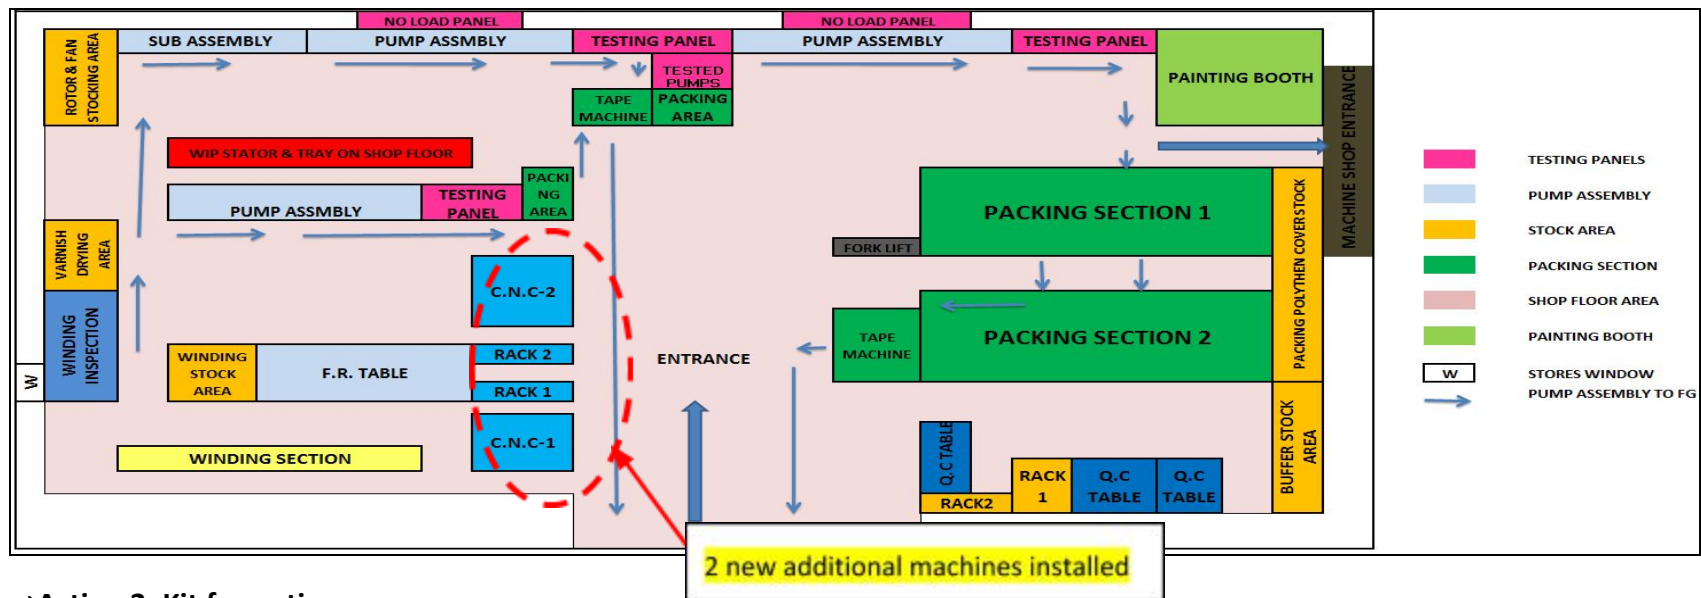 NO LOAD PANEL
NO LOAD PANEL
ROTOR & FAN
STOCKING AREA
SUB ASSEMBLY
PUMP ASSMBLY
TESTING PANEL
PUMP ASSEMBLY
TESTING PANEL
PAINTING BOOTH
MACHINE SHOP ENTRANCE
TESTED
PUMPS
TAPE
MACHINE
PACKING
AREA
WIP STATOR & TRAY ON SHOP FLOOR
PUMP ASSMBLY
TESTING
PANEL
PACKI
NG
AREA
PACKING SECTION 1
PACKING POLYTHEN COVER STOCK
FORK LIFT
VARNISH
DRYING
AREA
C.N.C-2
WINDING
INSPECTION
W
WINDING
STOCK
AREA
F.R. TABLE
RACK 2
RACK 1
ENTRANCE
TAPE
MACHINE
PACKING SECTION 2
C.N.C-1
WINDING SECTION
Q.C TABLE
RACK2
RACK
1
Q.C
TABLE
Q.C
TABLE
BUFFER STOCK
AREA
2 new additional machines installed
TESTING PANELS
PUMP ASSEMBLY
STOCK AREA
PACKING SECTION
SHOP FLOOR AREA
PAINTING BOOTH
W STORES WINDOW
PUMP ASSEMBLY TO FG